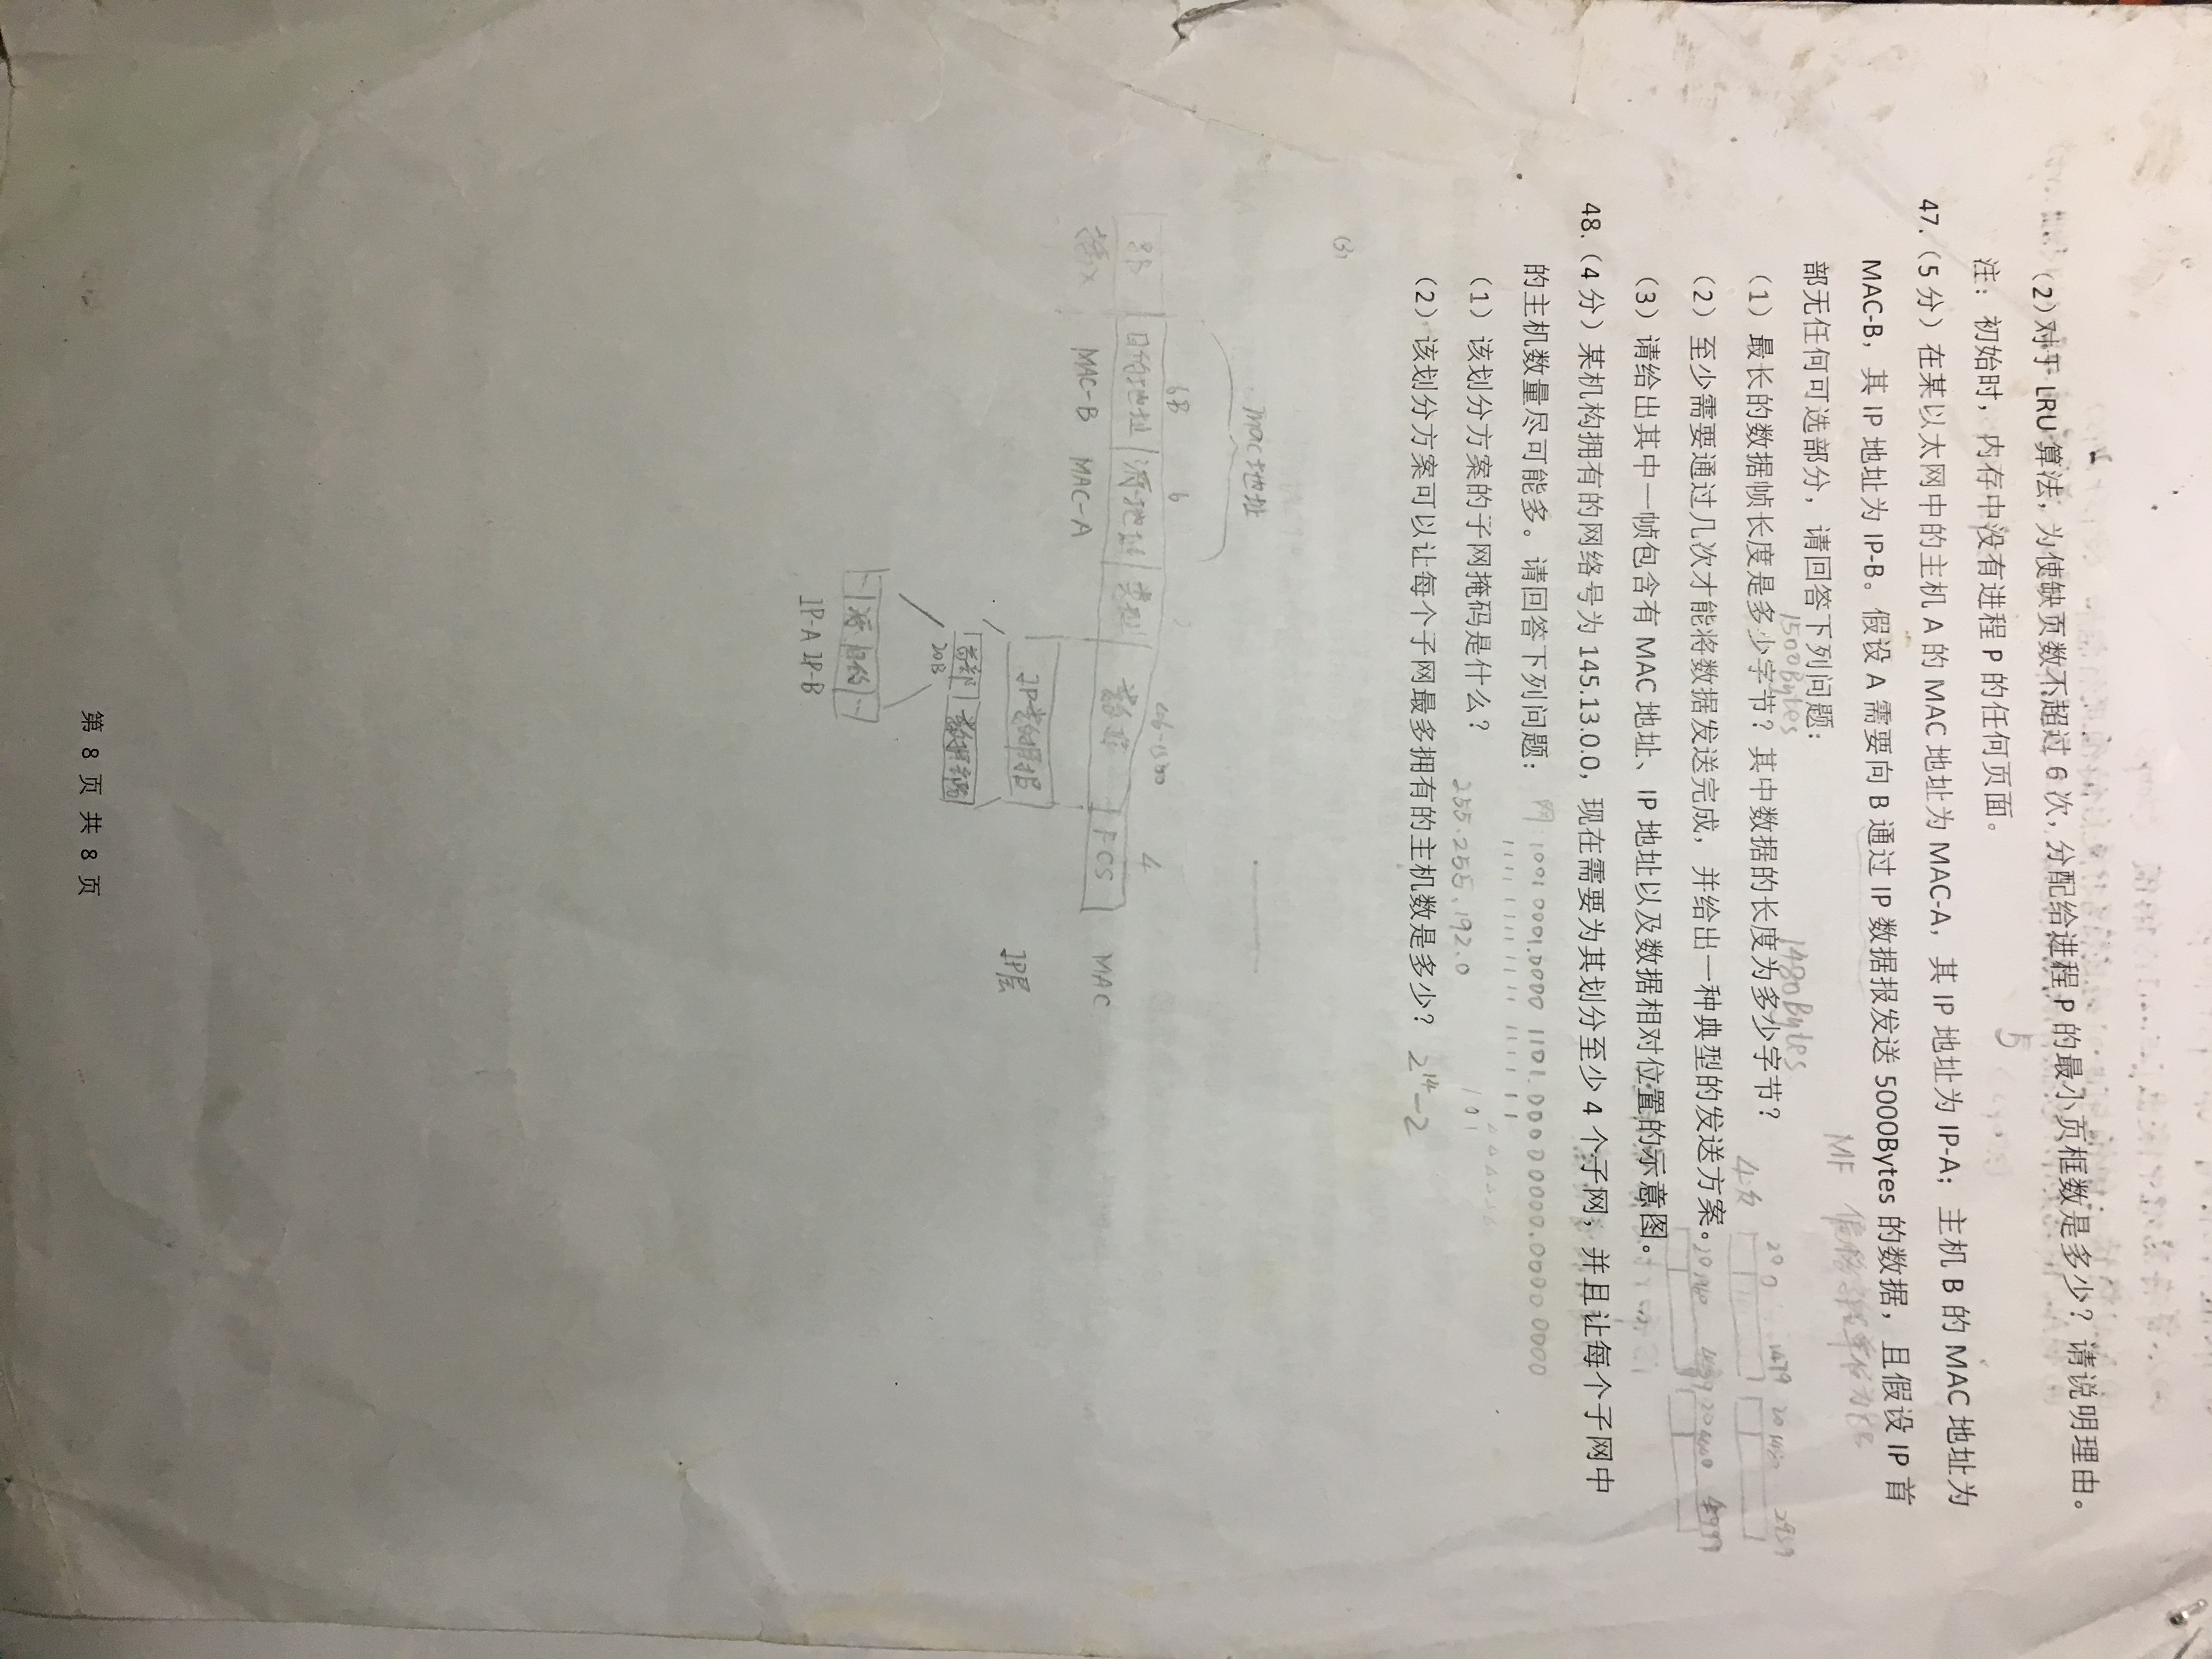 （2）对于 LRU 算法，为使缺页数不超过 6 次，分配给进程 P 的最小页框数是多少？请说明理由。
5
注：初始时，内存中没有进程 P 的任何页面。
47.（5 分）在某以太网中的主机 A 的 MAC 地址为 MAC-A，其 IP 地址为 IP-A；主机 B 的 MAC 地址为
MAC-B，其 IP 地址为 IP-B。假设 A 需要向 B 通过 IP 数据报发送 5000Bytes 的数据，且假设 IP 首
MF 偏移 单位为8B
部无任何可选部分，请回答下列问题：
1500Bytes 1480Bytes
（1）最长的数据帧长度是多少字节？其中数据的长度为多少字节？
20 0 1479 20 1480 2959
4次
（2）至少需要通过几次才能将数据发送完成，并给出一种典型的发送方案。
20 4439 20 4440 4999
（3）请给出其中一帧包含有 MAC 地址、IP 地址以及数据相对位置的示意图。
48.（4 分）某机构拥有的网络号为 145.13.0.0，现在需要为其划分至少 4 个子网，并且让每个子网中
的主机数量尽可能多。请回答下列问题：
网 1001 0001.0000 1101.0000 0000.0000 0000
（1）该划分方案的子网掩码是什么？ 255.255.192.0
101
（2）该划分方案可以让每个子网最多拥有的主机数是多少？ 2¹⁴-2
(3)
MAC地址
6B 6 2 46-1500 4
8B 目的地址 源地址 类型 数据 FCS MAC
MAC-B MAC-A
IP数据报 IP层
首部 数据部分
20B
... 源 目的 ...
IP-A IP-B
第 8 页 共 8 页